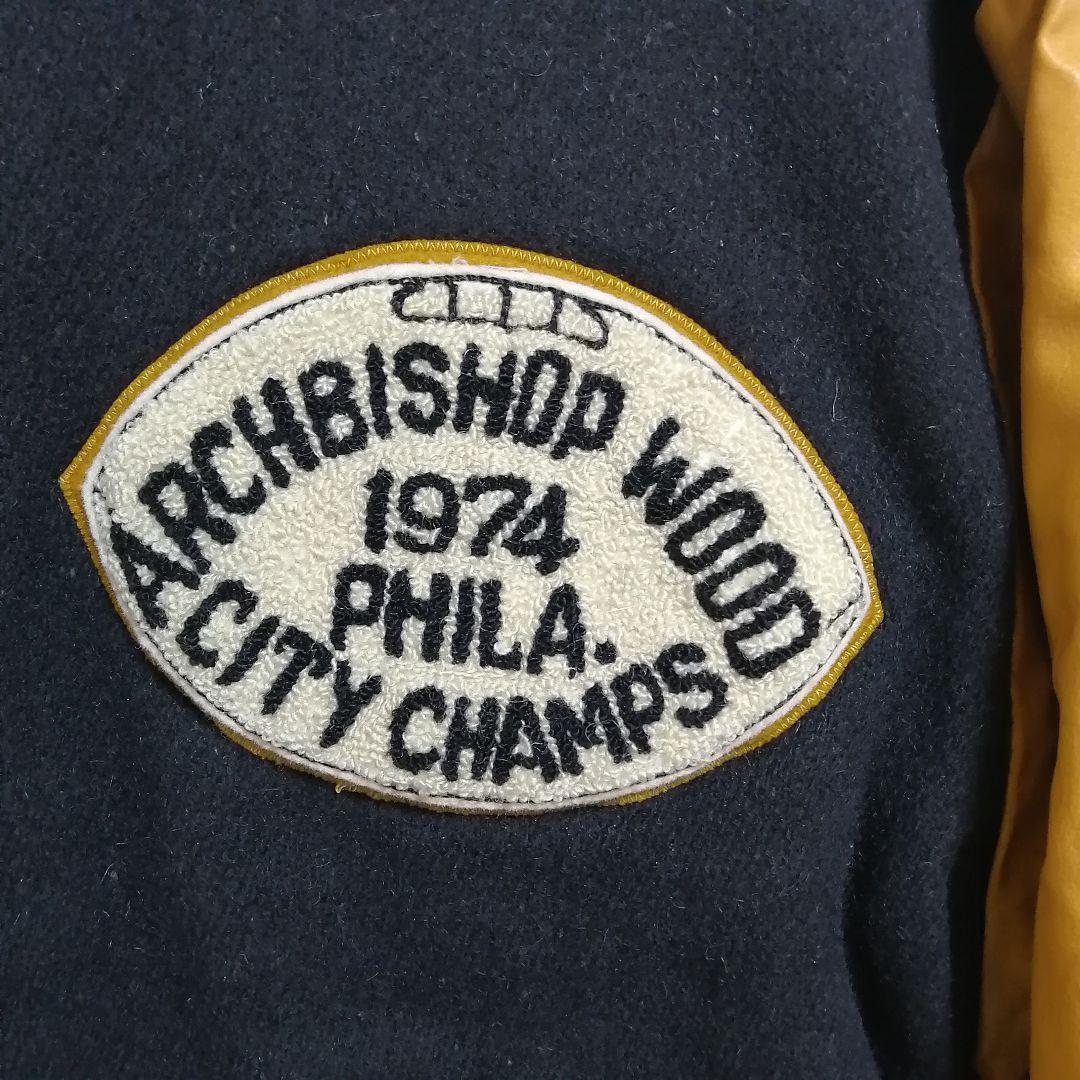 ARCHBISHOP WOOD
1974
PHILA.
CITY CHAMPS